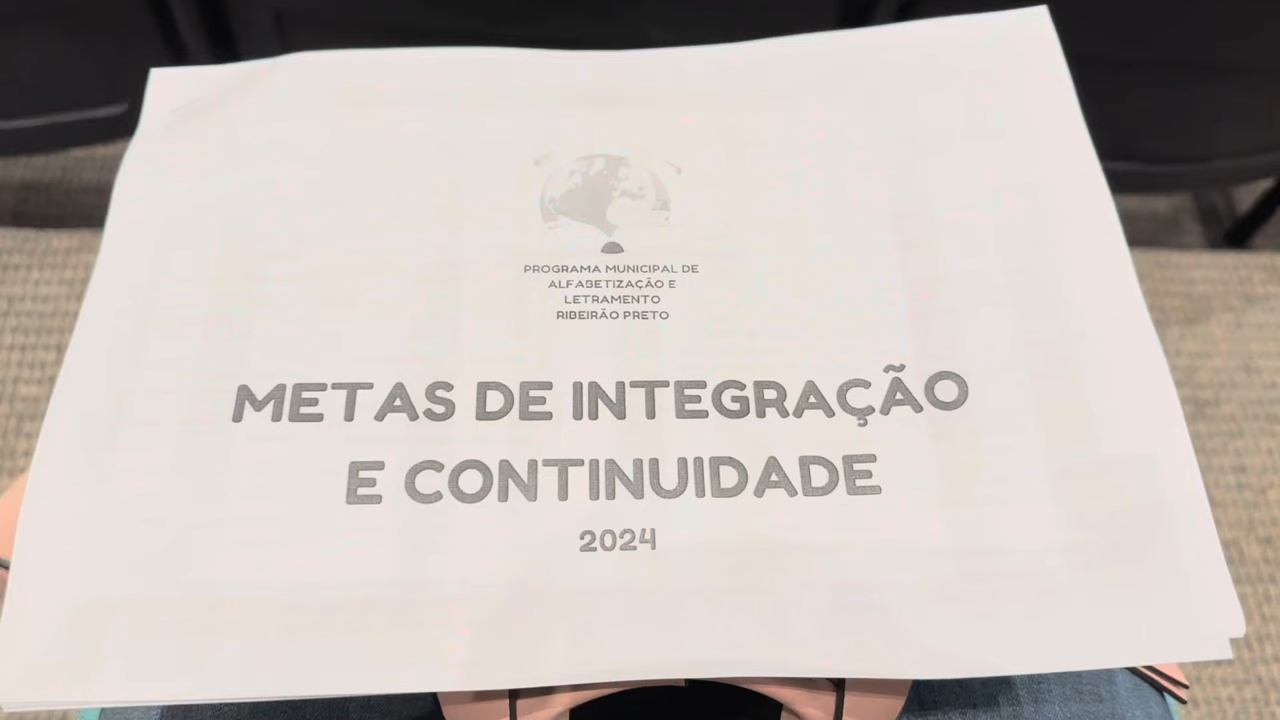 PROGRAMA MUNICIPAL DE
ALFABETIZAÇÃO E
LETRAMENTO
RIBEIRÃO PRETO
METAS DE INTEGRAÇÃO
E CONTINUIDADE
2024